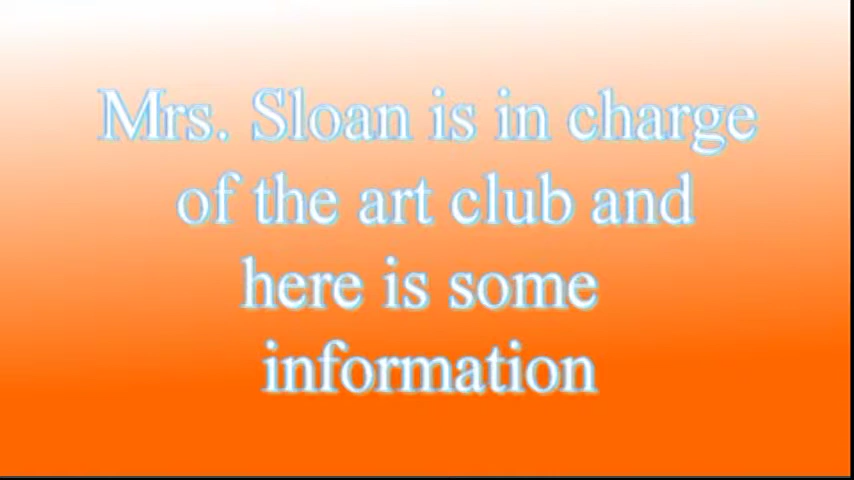 Mrs. Sloan is in charge
of the art club and
here is some
information